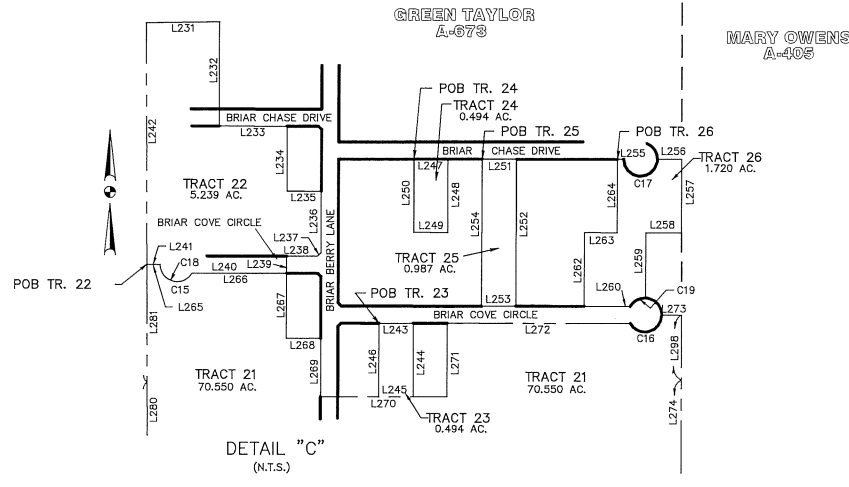 GREEN TAYLOR
A-673
MARY OWENS
A-405
L231
L232
L242
BRIAR CHASE DRIVE
L233
L234
TRACT 22
5.239 AC.
L235
L236
BRIAR COVE CIRCLE
L237
L238
L241
C18
L240
L239
POB TR. 22
C15
L266
L265
L267
L281
L268
TRACT 21
70.550 AC.
L269
L280
BRIAR BERRY LANE
POB TR. 24
TRACT 24
0.494 AC.
POB TR. 25
POB TR. 26
BRIAR CHASE DRIVE
L247
L251
L255
L256
C17
TRACT 26
1.720 AC.
L250
L248
L254
L252
L264
L257
L249
L263
L258
TRACT 25
0.987 AC.
L262
L259
POB TR. 23
L253
L260
C19
BRIAR COVE CIRCLE
L243
L272
C16
L273
L246
L244
L271
L298
L245
L270
TRACT 21
70.550 AC.
L274
TRACT 23
0.494 AC.
DETAIL "C"
(N.T.S.)